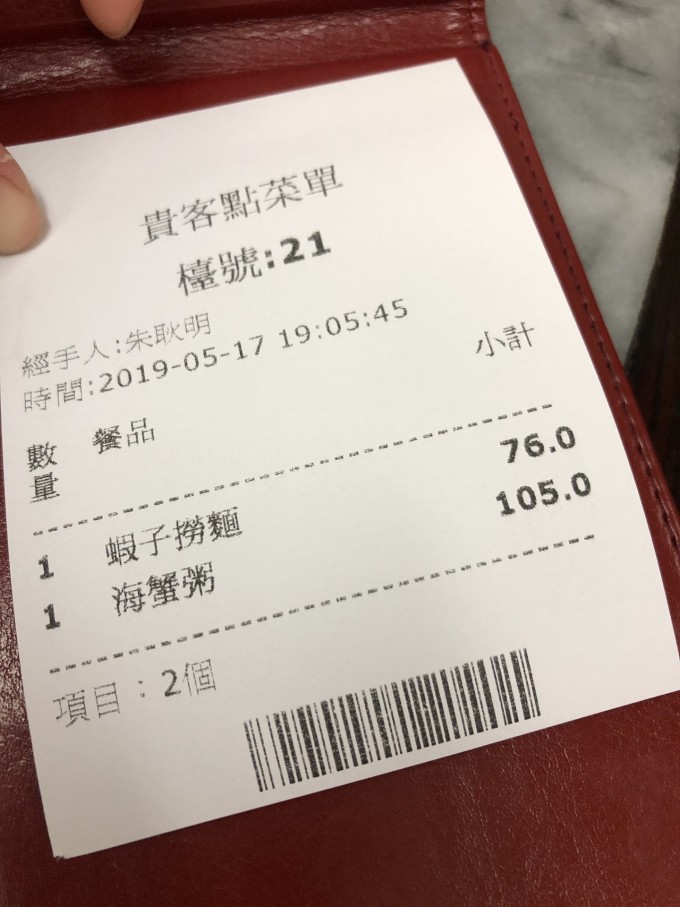 貴客點菜單
檯號:21
經手人:朱耿明
時間:2019-05-17 19:05:45
數量 餐品 小計
1 蝦子撈麵 76.0
1 海蟹粥 105.0
項目：2個